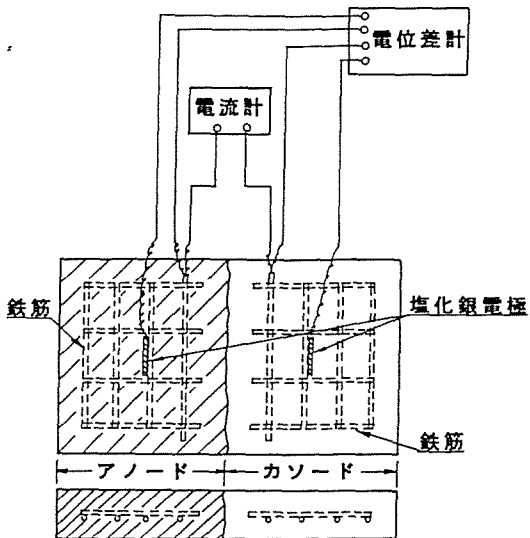 電位差計
電流計
鉄筋
塩化銀電極
鉄筋
アノード
カソード